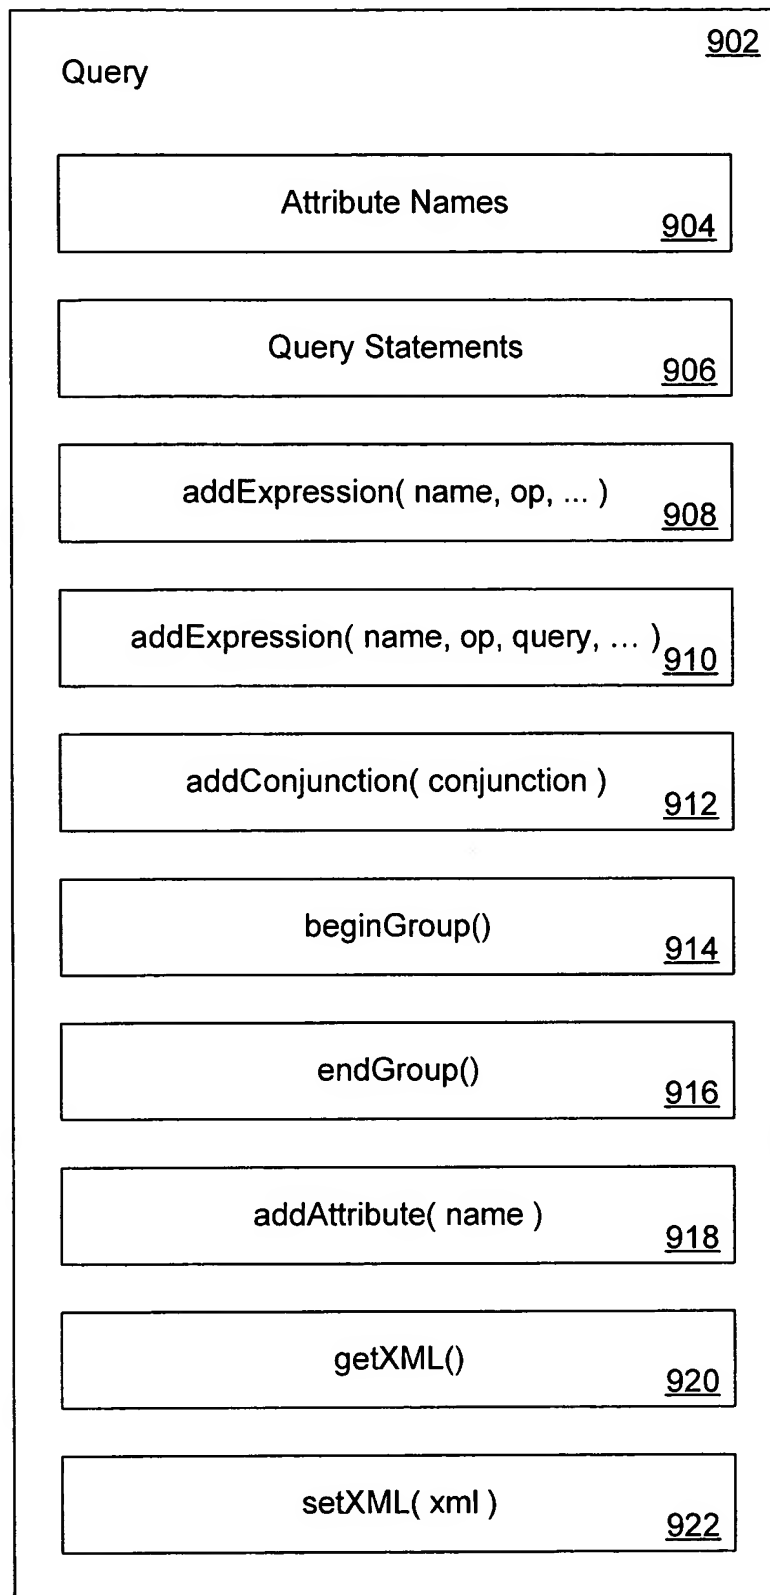 902
Query
Attribute Names
904
Query Statements
906
addExpression( name, op, ... )
908
addExpression( name, op, query, ... )
910
addConjunction( conjunction )
912
beginGroup()
914
endGroup()
916
addAttribute( name )
918
getXML()
920
setXML( xml )
922